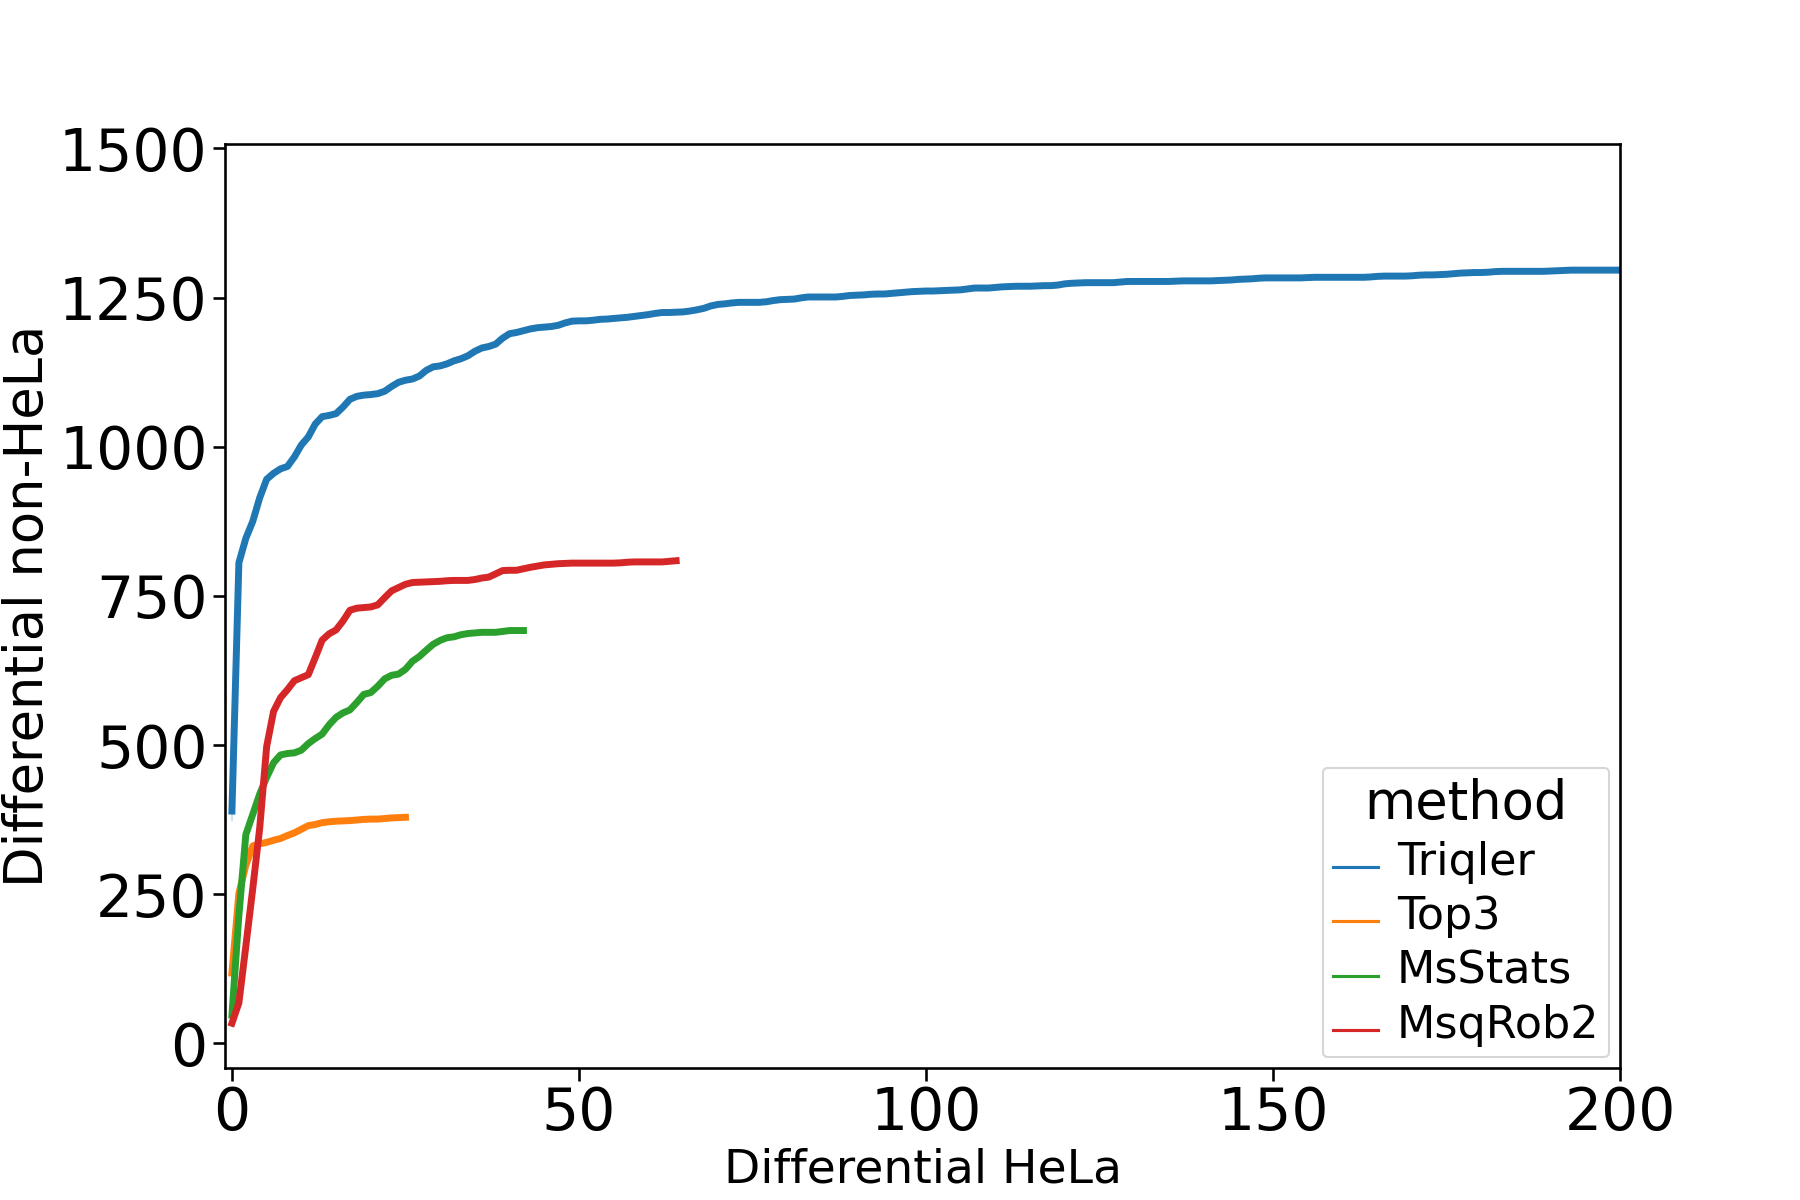 1500
1250
1000
750
500
250
0
Differential non-HeLa
0 50 100 150 200
Differential HeLa
method
Triqler
Top3
MsStats
MsqRob2